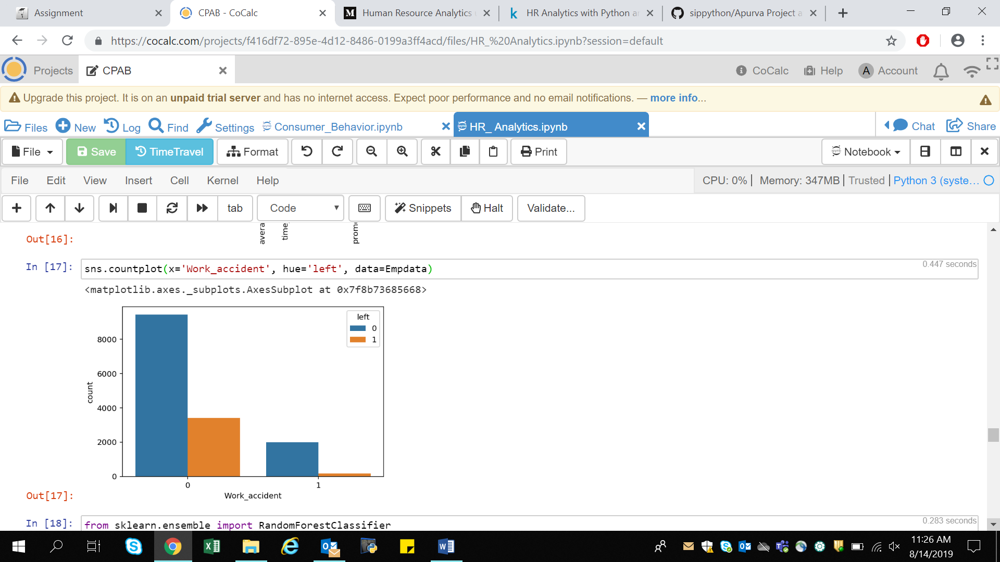 Assignment
CPAB - CoCalc
Human Resource Analytics
HR Analytics with Python a
sippython/Apurva Project a
https://cocalc.com/projects/f416df72-895e-4d12-8486-0199a3ff4acd/files/HR_%20Analytics.ipynb?session=default
Projects
CPAB
CoCalc
Help
A Account
Upgrade this project. It is on an unpaid trial server and has no internet access. Expect poor performance and no email notifications. — more info...
Files
New
Log
Find
Settings
Consumer_Behavior.ipynb
HR_ Analytics.ipynb
Chat
Share
File
Save
TimeTravel
Format
Print
Notebook
File Edit View Insert Cell Kernel Help
CPU: 0% | Memory: 347MB | Trusted | Python 3 (syste...
tab
Code
Snippets
Halt
Validate...
avera
time
prom
Out[16]:
In [17]:
sns.countplot(x='Work_accident', hue='left', data=Empdata)
0.447 seconds
<matplotlib.axes._subplots.AxesSubplot at 0x7f8b73685668>
left
0
1
8000
6000
4000
2000
0
count
0
1
Work_accident
Out[17]:
In [18]:
from sklearn.ensemble import RandomForestClassifier
0.283 seconds
11:26 AM
8/14/2019